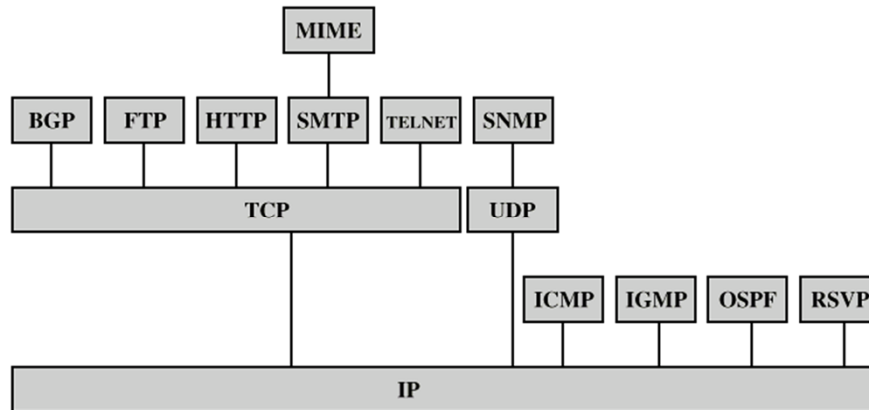 MIME
BGP FTP HTTP SMTP TELNET SNMP
TCP UDP
ICMP IGMP OSPF RSVP
IP